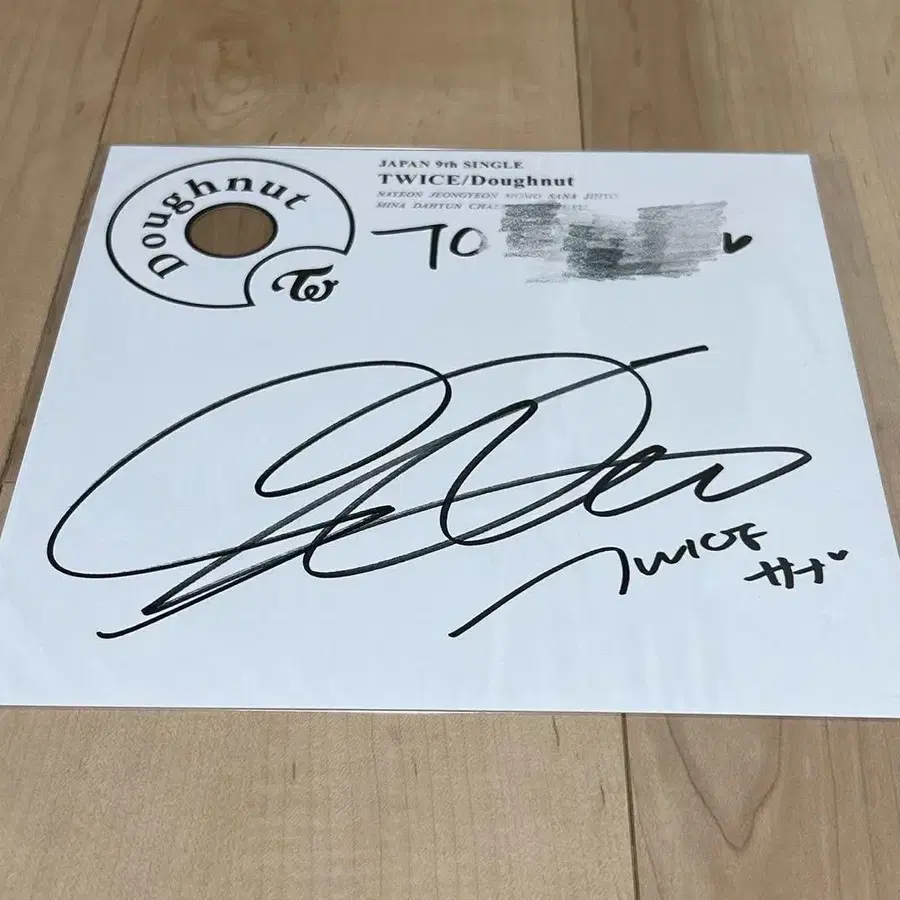 Doughnut
JAPAN 9th SINGLE
TWICE/Doughnut
NAYEON JEONGYEON MOMO SANA JIHYO
MINA DAHYUN
TO
TWICE
サナ